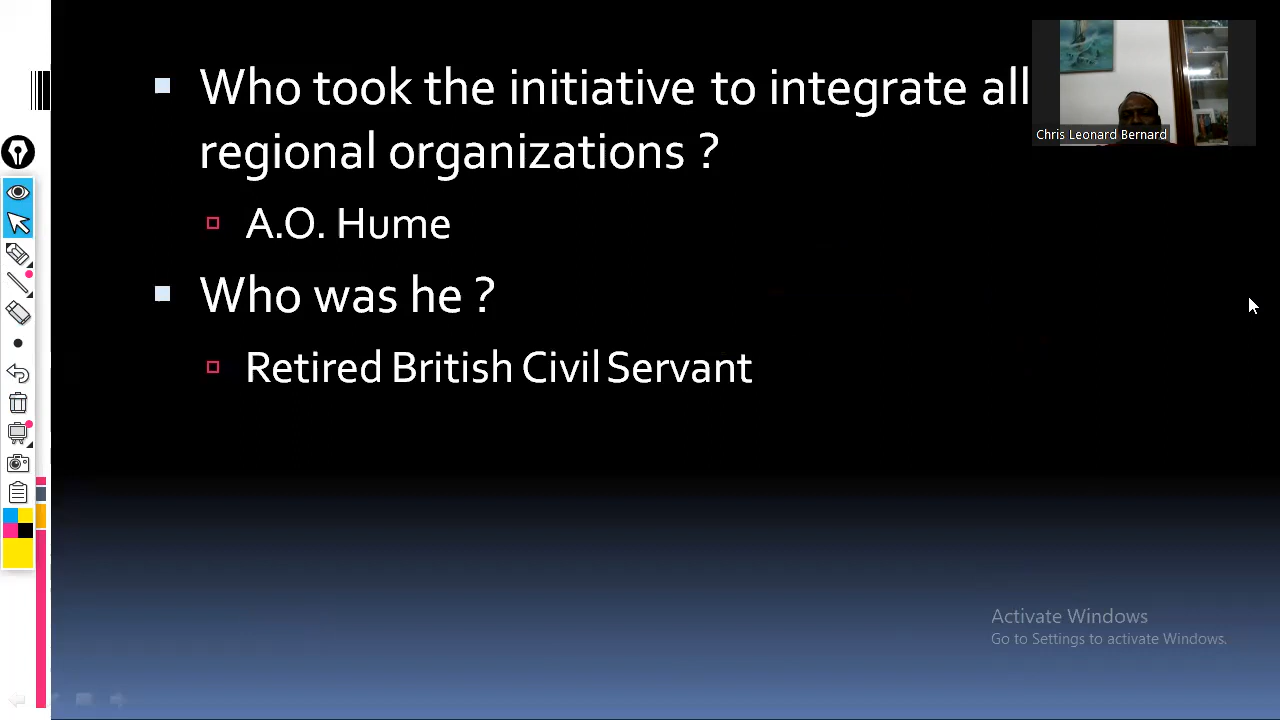 Who took the initiative to integrate all
regional organizations ?
A.O. Hume
Who was he ?
Retired British Civil Servant
Chris Leonard Bernard
Activate Windows
Go to Settings to activate Windows.